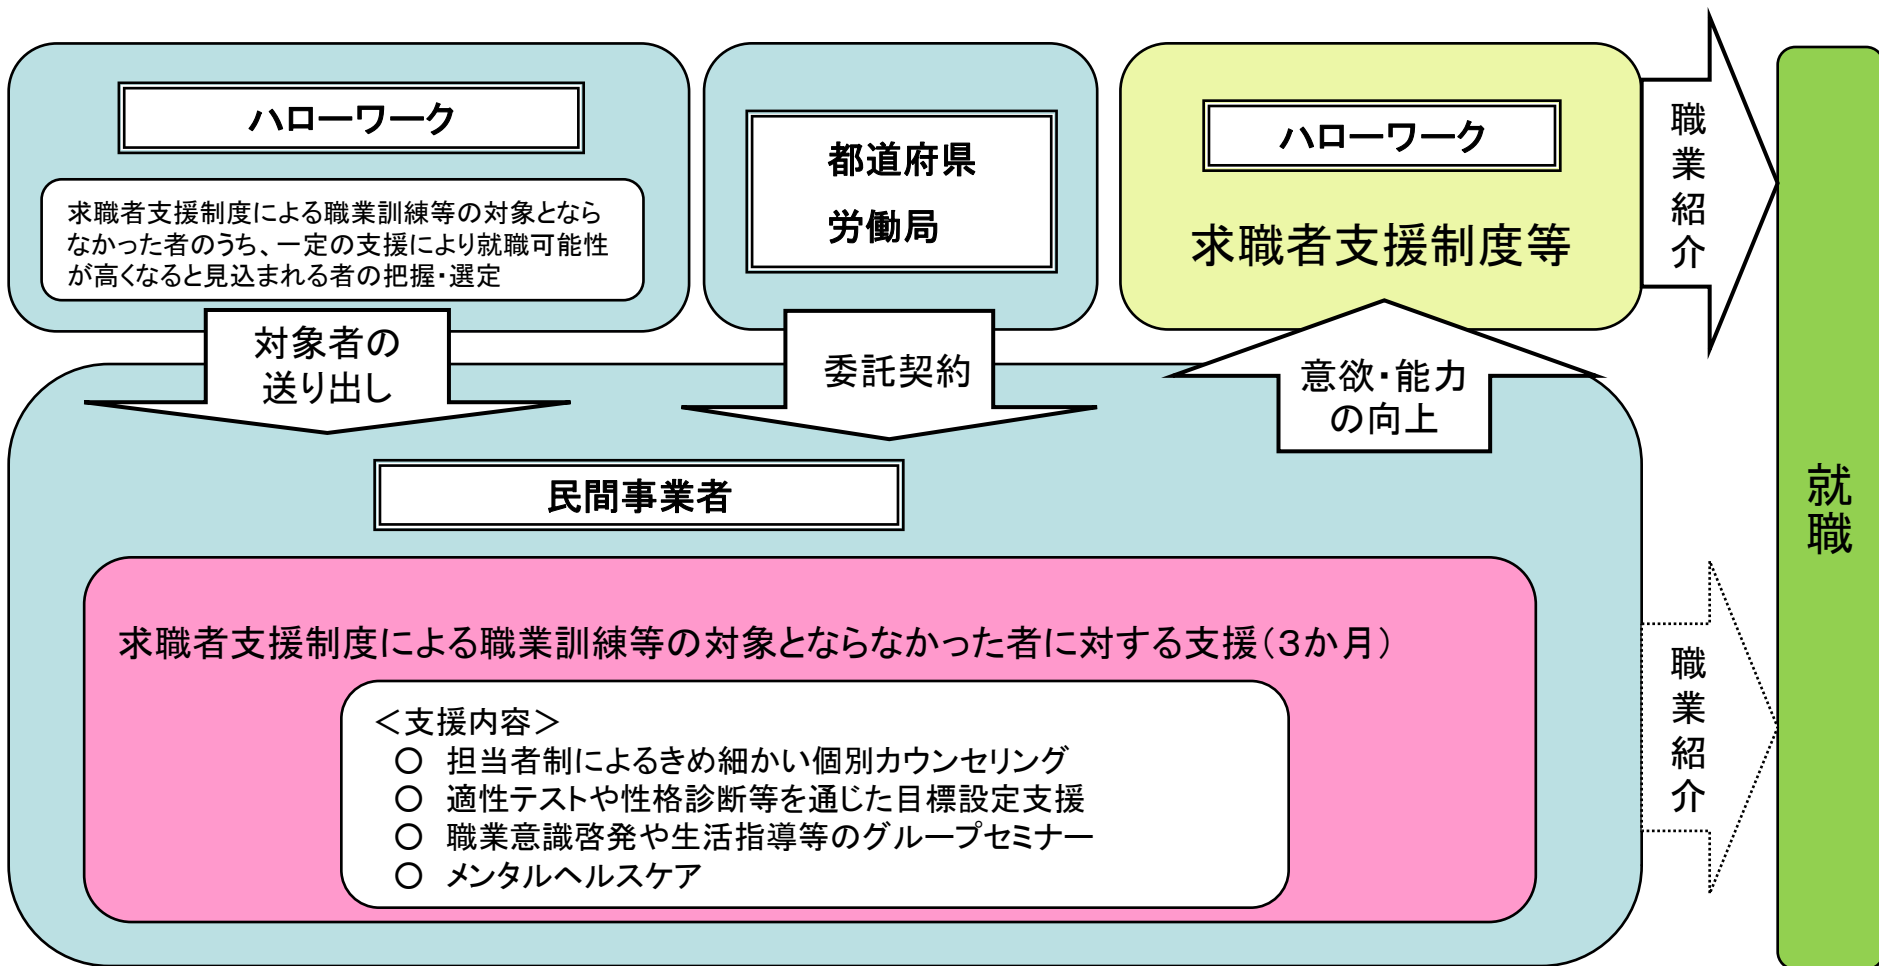 ハローワーク
求職者支援制度による職業訓練等の対象となら
なかった者のうち、一定の支援により就職可能性
が高くなると見込まれる者の把握・選定
都道府県
労働局
ハローワーク
求職者支援制度等
職業紹介
対象者の
送り出し
委託契約
意欲・能力
の向上
就職
民間事業者
求職者支援制度による職業訓練等の対象とならなかった者に対する支援(3か月)
<支援内容>
○ 担当者制によるきめ細かい個別カウンセリング
○ 適性テストや性格診断等を通じた目標設定支援
○ 職業意識啓発や生活指導等のグループセミナー
○ メンタルヘルスケア
職業紹介